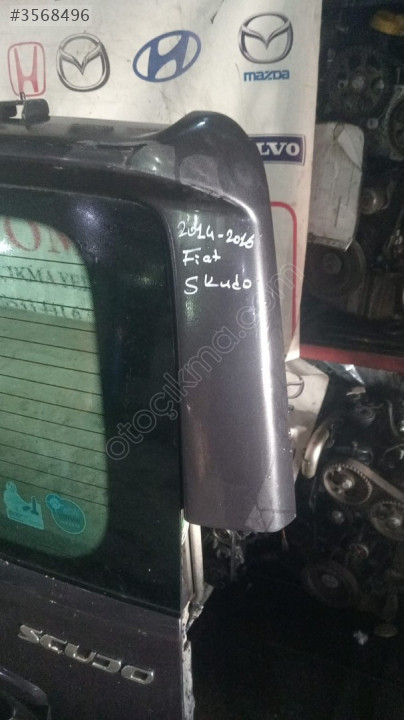 #3568496
mazda
VOLVO
2014-2016
Fiat
Skudo
otoçıkma.com
SCUDO